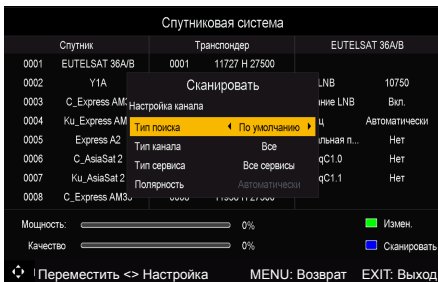 Спутниковая система
Спутник Транспондер EUTELSAT 36A/B
0001 EUTELSAT 36A/B 0001 11727 H 27500
0002 Y1A LNB 10750
Сканировать
0003 C_Express AM3 ние LNB Вкл.
Настройка канала
0004 Ku_Express AM ц Автоматически
Тип поиска По умолчанию
0005 Express A2 льная п... Нет
Тип канала Все
0006 C_AsiaSat 2 qC1.0 Нет
Тип сервиса Все сервисы
0007 Ku_AsiaSat 2 qC1.1 Нет
Полярность Автоматически
0008 C_Express AM33
Мощность: 0% Измен.
Качество 0% Сканировать
Переместить <> Настройка MENU: Возврат EXIT: Выход